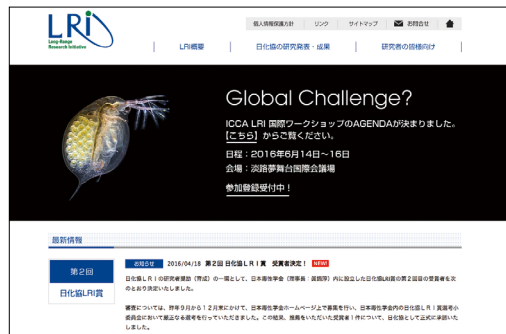 個人情報保護方針 リンク サイトマップ お問合せ
LRI
Long-Range
Research Initiative
LRI概要 日化協の研究発表・成果 研究者の皆様向け
Global Challenge?
ICCA LRI 国際ワークショップのAGENDAが決まりました。
【こちら】からご覧ください。
日程：2016年6月14日～16日
会場：淡路夢舞台国際会議場
参加登録受付中！
最新情報
第2回
日化協LRI賞
お知らせ 2016/04/18 第2回 日化協LRI賞 受賞者決定！ NEW!
日化協ＬＲＩの研究者奨励（育成）の一環として、日本毒性学会（理事長：眞鍋淳）内に設立した日化協LRI賞の第２回目の受賞者を次
のとおり決定いたしました。
審査については、昨年９月から１２月末にかけて、日本毒性学会ホームページ上で募集を行い、日本毒性学会内の日化協ＬＲＩ賞選考小
委員会において厳正なる選考を行っていただきました。この結果、推薦をいただいた受賞者１件について、日化協として正式に承認いた
しました。